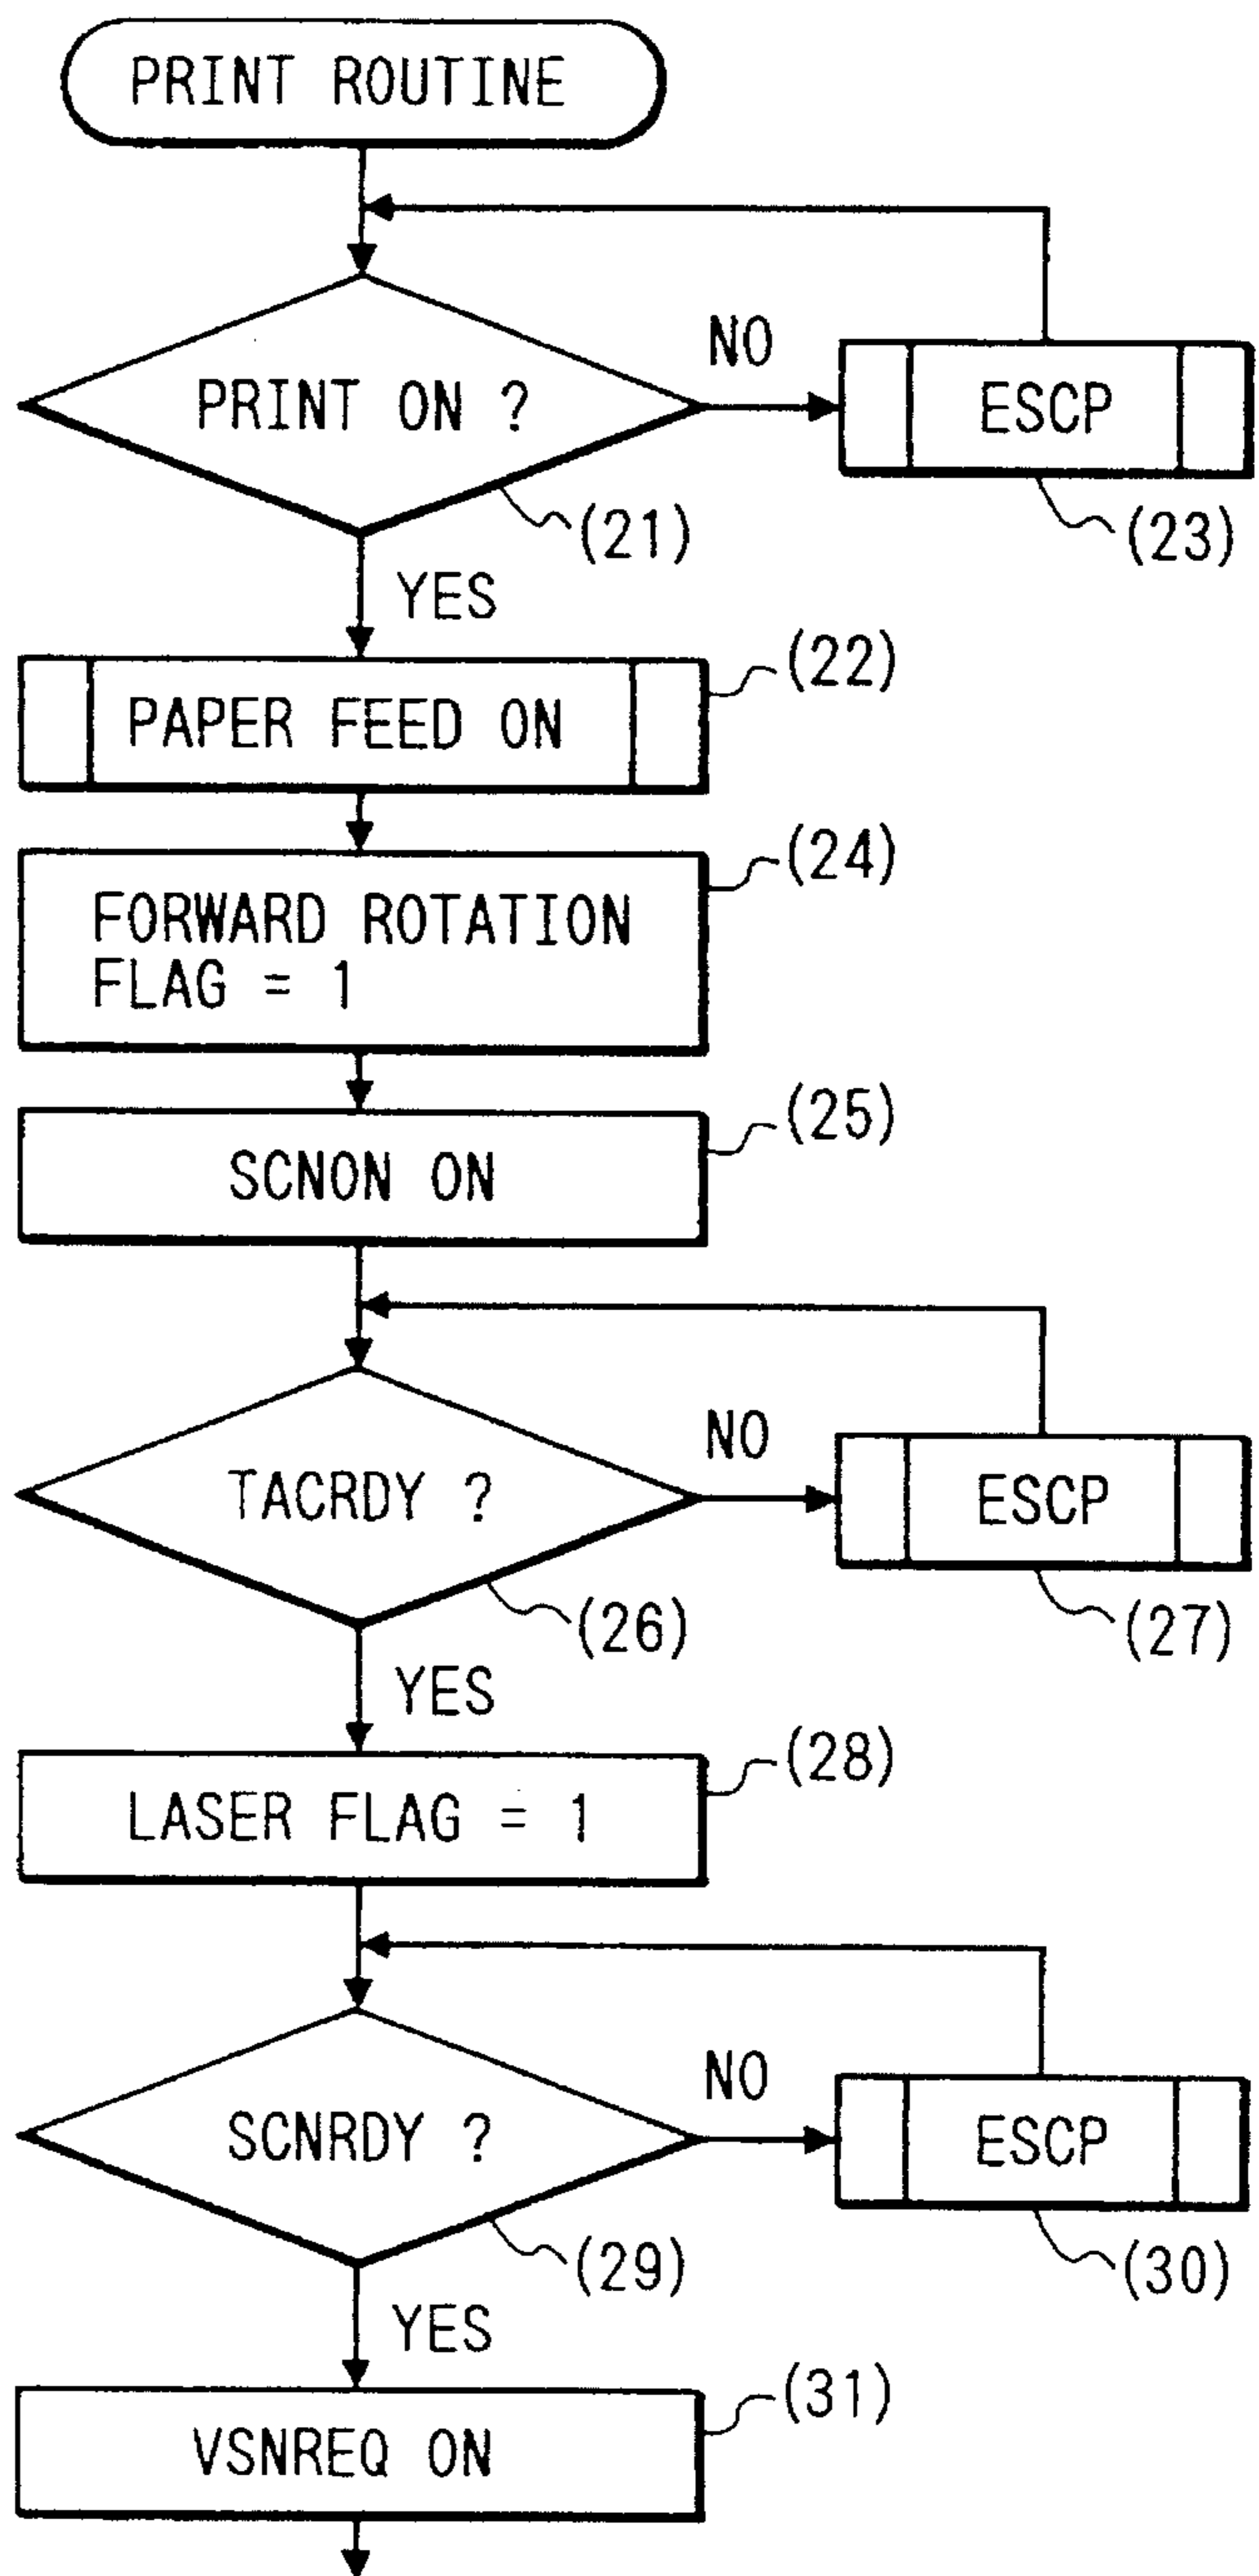 PRINT ROUTINE
PRINT ON ?
NO
ESCP
(21)
(23)
YES
(22)
PAPER FEED ON
(24)
FORWARD ROTATION
FLAG = 1
(25)
SCNON ON
TACRDY ?
NO
ESCP
(26)
(27)
YES
(28)
LASER FLAG = 1
SCNRDY ?
NO
ESCP
(29)
(30)
YES
(31)
VSNREQ ON